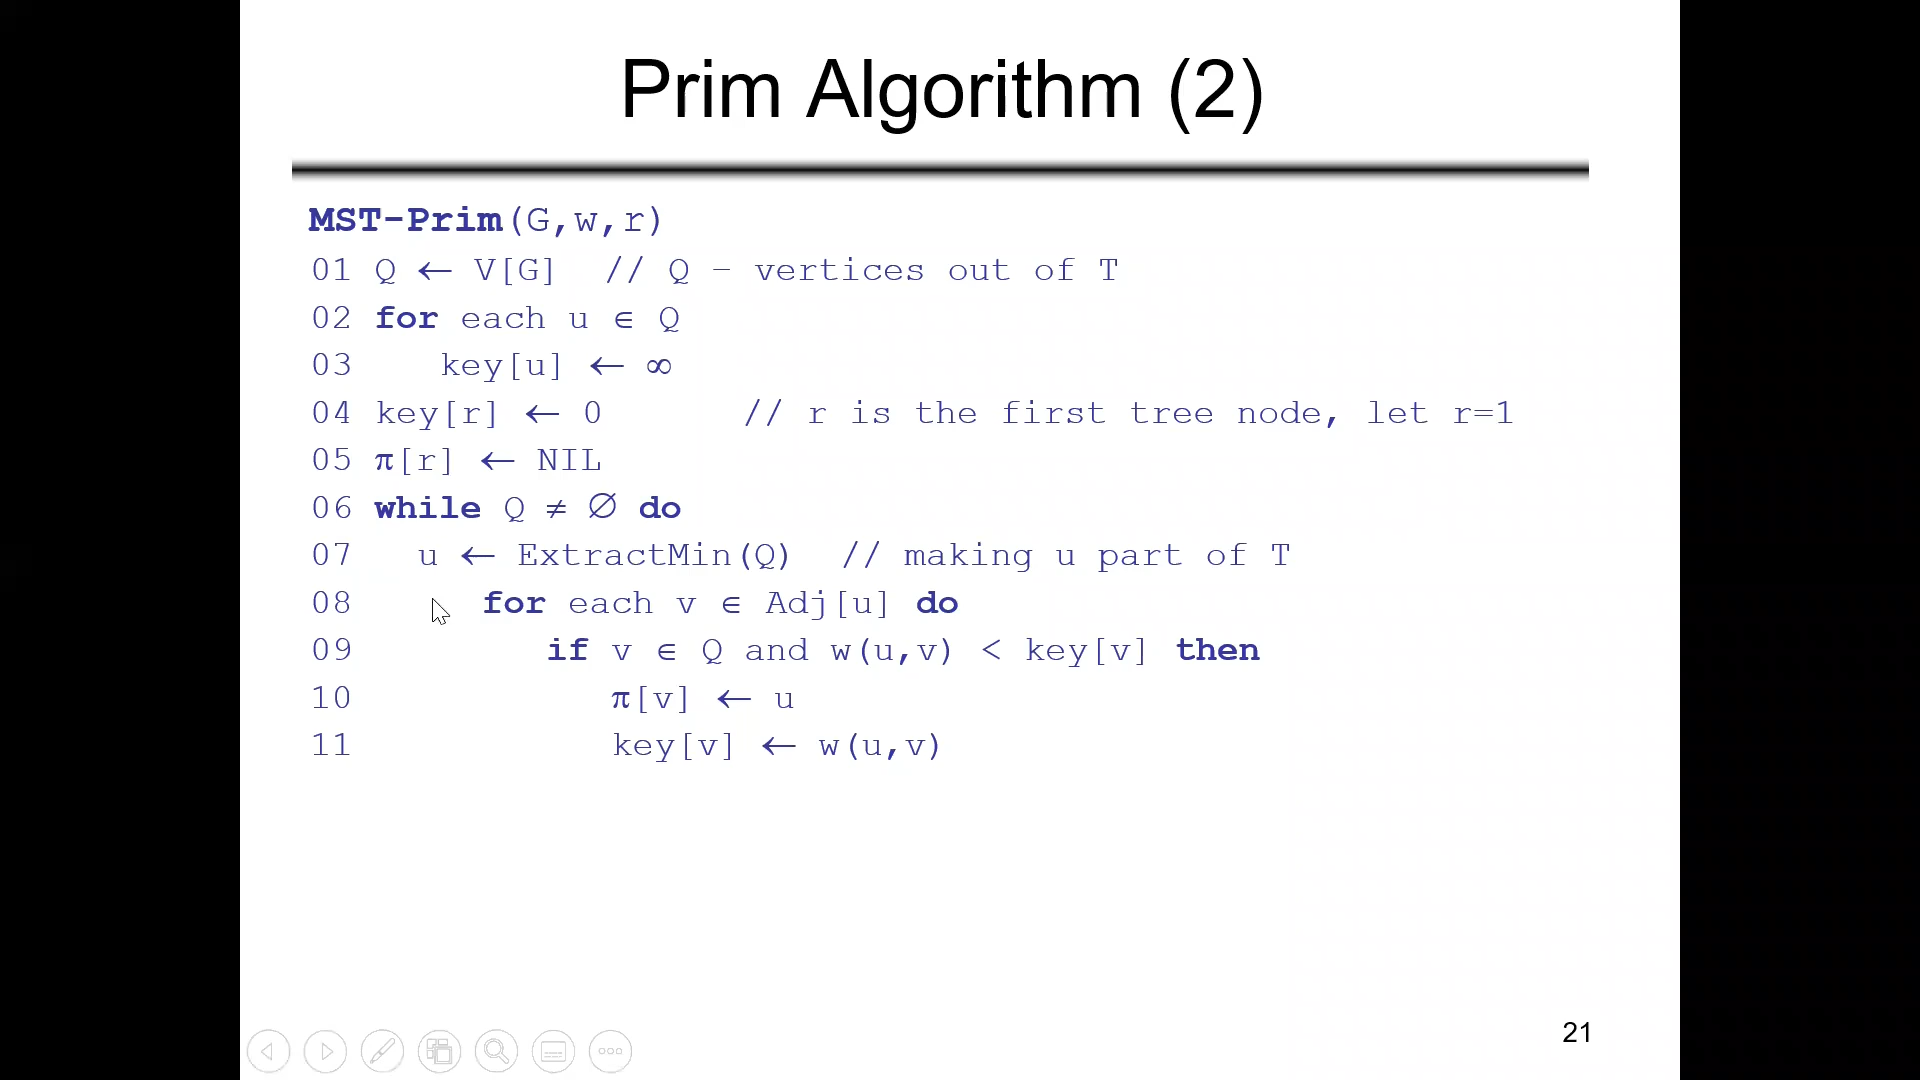 Prim Algorithm (2)
MST-Prim(G,w,r)
01 Q ← V[G] // Q – vertices out of T
02 for each u ∈ Q
03 key[u] ← ∞
04 key[r] ← 0 // r is the first tree node, let r=1
05 π[r] ← NIL
06 while Q ≠ ∅ do
07 u ← ExtractMin(Q) // making u part of T
08 for each v ∈ Adj[u] do
09 if v ∈ Q and w(u,v) < key[v] then
10 π[v] ← u
11 key[v] ← w(u,v)
21